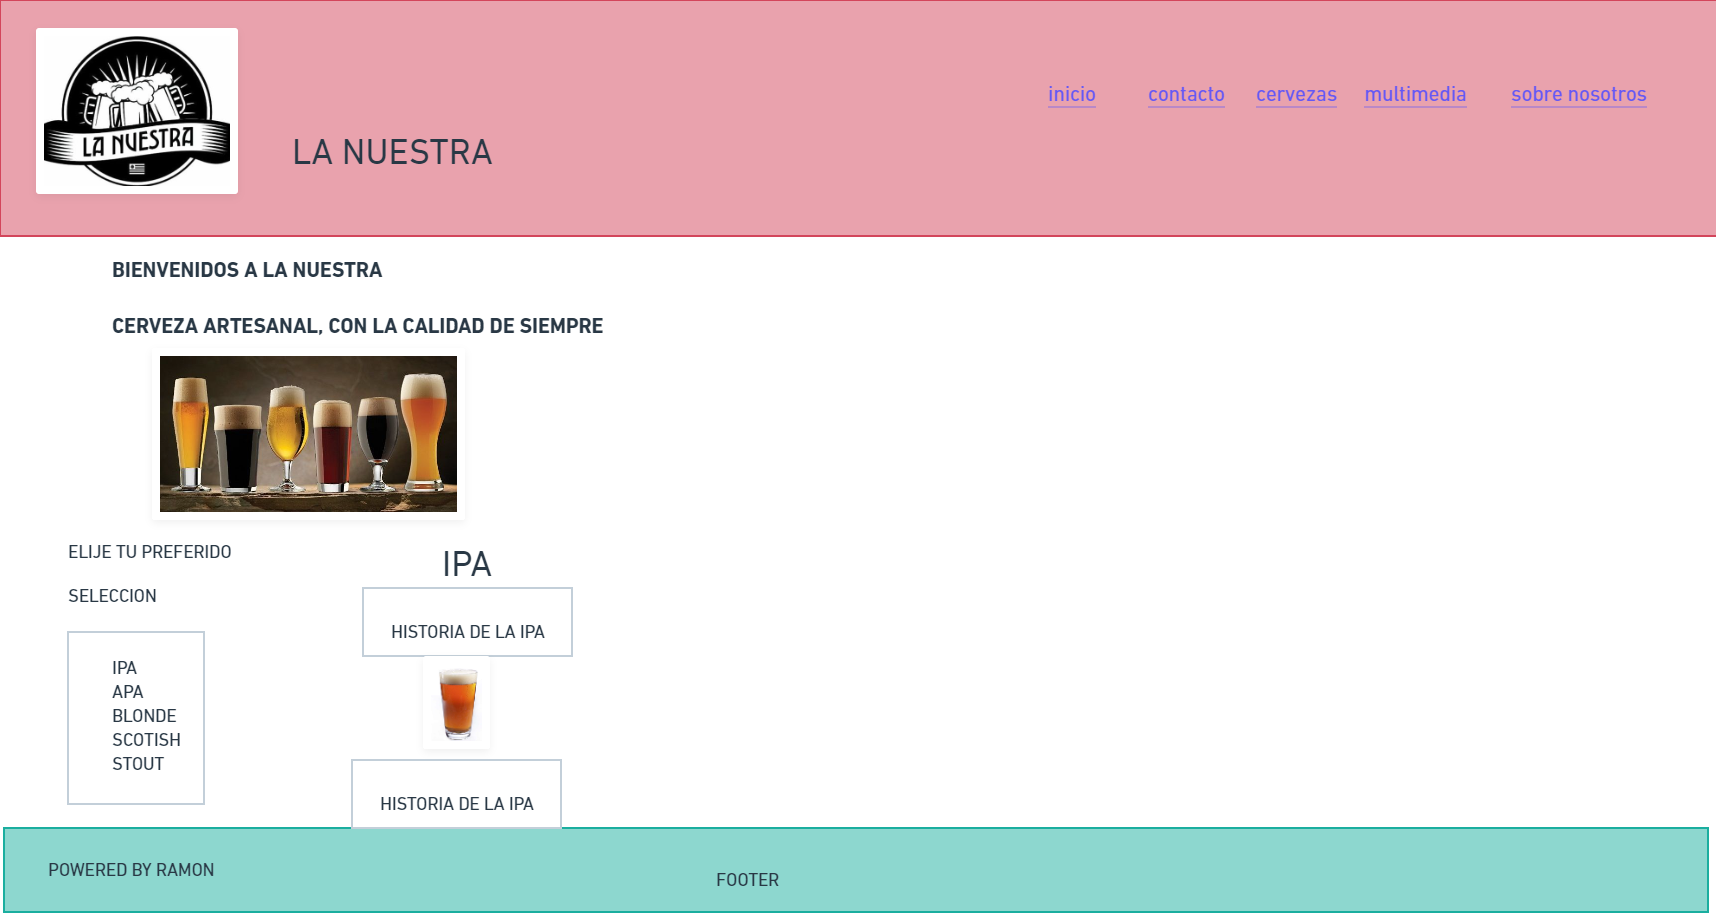 LA NUESTRA
LA NUESTRA
inicio contacto cervezas multimedia sobre nosotros
BIENVENIDOS A LA NUESTRA
CERVEZA ARTESANAL, CON LA CALIDAD DE SIEMPRE
ELIJE TU PREFERIDO
SELECCION
IPA
APA
BLONDE
SCOTISH
STOUT
IPA
HISTORIA DE LA IPA
HISTORIA DE LA IPA
POWERED BY RAMON
FOOTER